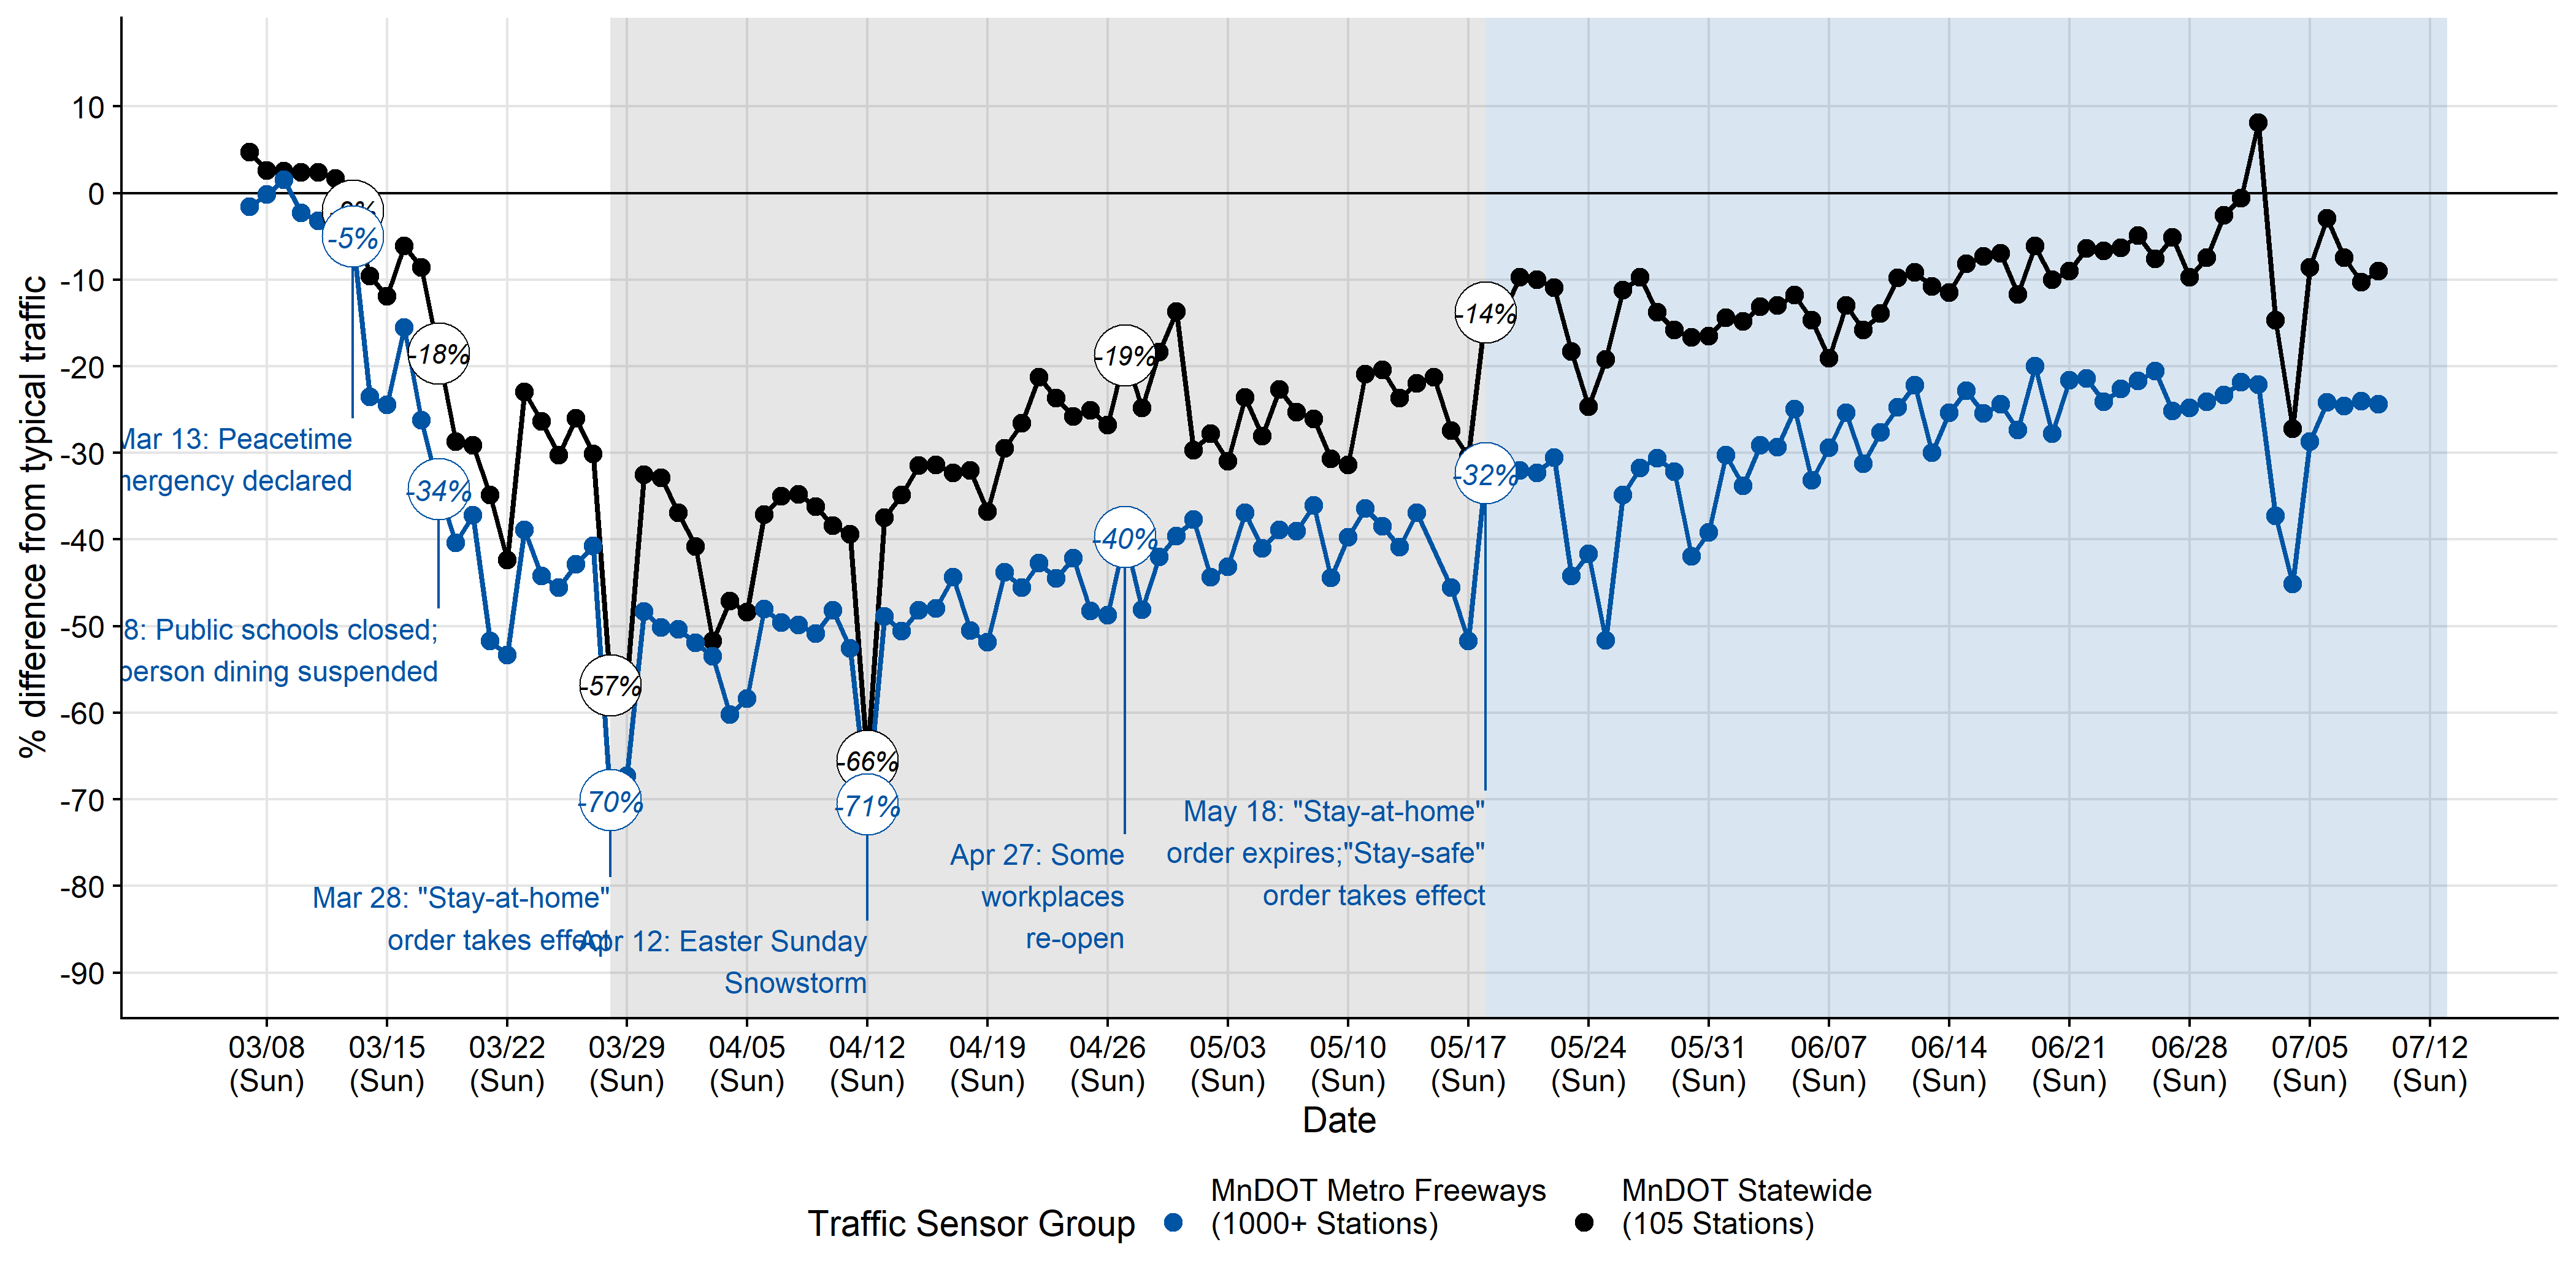 % difference from typical traffic
10
0
-10
-20
-30
-40
-50
-60
-70
-80
-90
-5%
-18%
-34%
-57%
-70%
-66%
-71%
-19%
-40%
-14%
-32%
Mar 13: Peacetime
declared
8: Public schools closed;
person dining suspended
Mar 28: "Stay-at-home"
order takes effect
Apr 12: Easter Sunday
Snowstorm
Apr 27: Some
workplaces
re-open
May 18: "Stay-at-home"
order expires;"Stay-safe"
order takes effect
03/08 03/15 03/22 03/29 04/05 04/12 04/19 04/26 05/03 05/10 05/17 05/24 05/31 06/07 06/14 06/21 06/28 07/05 07/12
(Sun) (Sun) (Sun) (Sun) (Sun) (Sun) (Sun) (Sun) (Sun) (Sun) (Sun) (Sun) (Sun) (Sun) (Sun) (Sun) (Sun) (Sun) (Sun)
Date
Traffic Sensor Group
MnDOT Metro Freeways
(1000+ Stations)
MnDOT Statewide
(105 Stations)